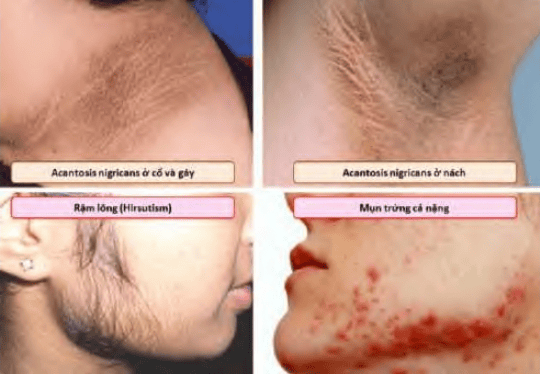 Acantosis nigricans ở cổ và gáy
Acantosis nigricans ở nách
Rậm lông (Hirsutism)
Mụn trứng cá nặng